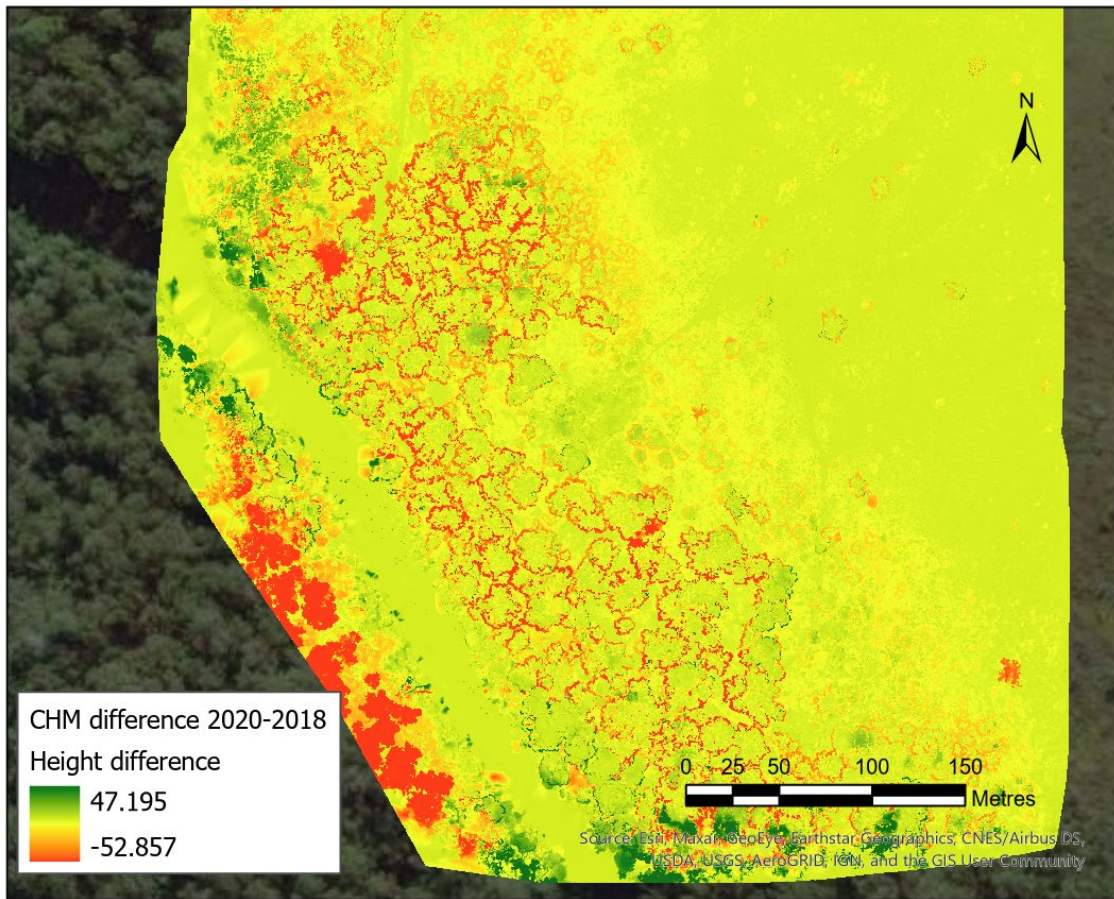 N
CHM difference 2020-2018
Height difference
47.195
-52.857
0 25 50 100 150
Metres
Source: Esri, Maxar, GeoEye, Earthstar Geographics, CNES/Airbus DS,
USDA, USGS, AeroGRID, IGN, and the GIS User Community